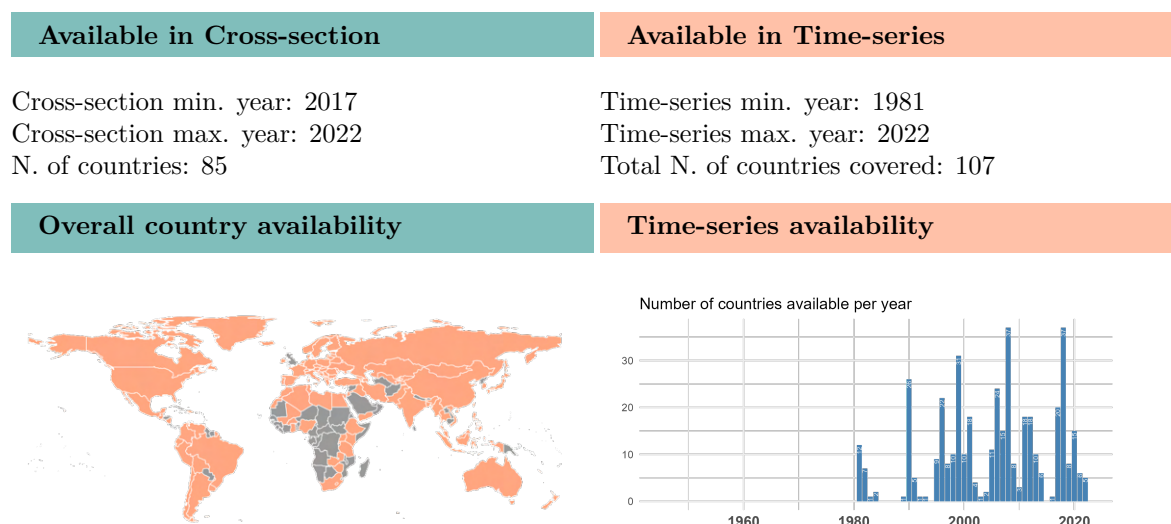 Available in Cross-section
Available in Time-series
Cross-section min. year: 2017
Cross-section max. year: 2022
N. of countries: 85
Time-series min. year: 1981
Time-series max. year: 2022
Total N. of countries covered: 107
Overall country availability
Time-series availability
Number of countries available per year
30
20
10
0
1960
1980
2000
2020